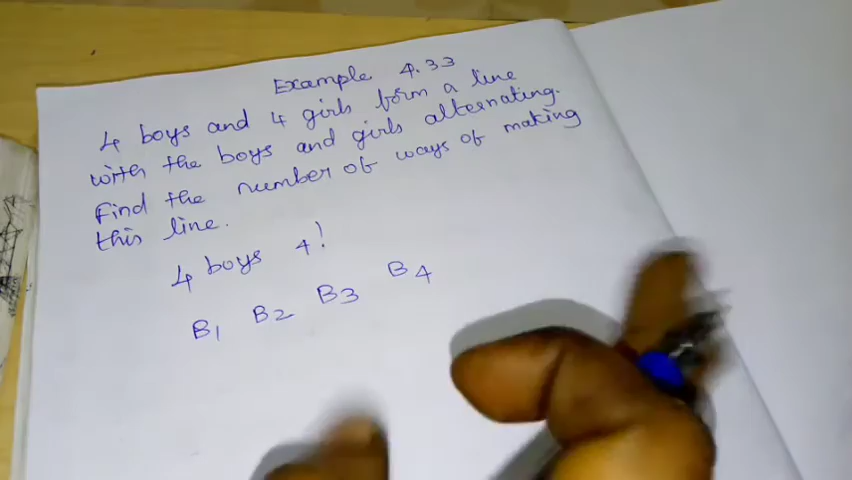 Example 4.33
4 boys and 4 girls form a line
with the boys and girls alternating.
Find the number of ways of making
this line.
4 boys 4!
B1 B2 B3 B4